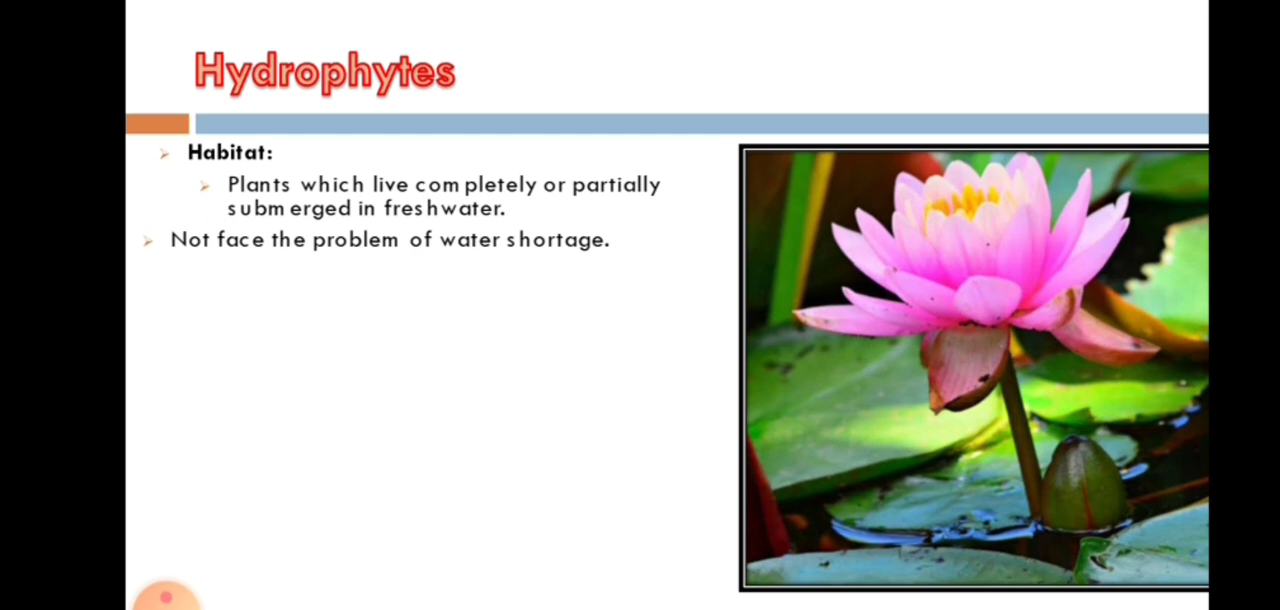 Hydrophytes
Habitat:
Plants which live completely or partially
submerged in freshwater.
Not face the problem of water shortage.